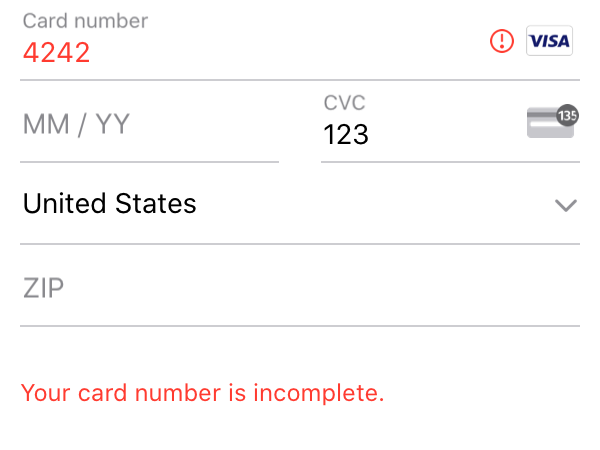 Card number
4242
VISA
MM / YY
CVC
123
135
United States
ZIP
Your card number is incomplete.